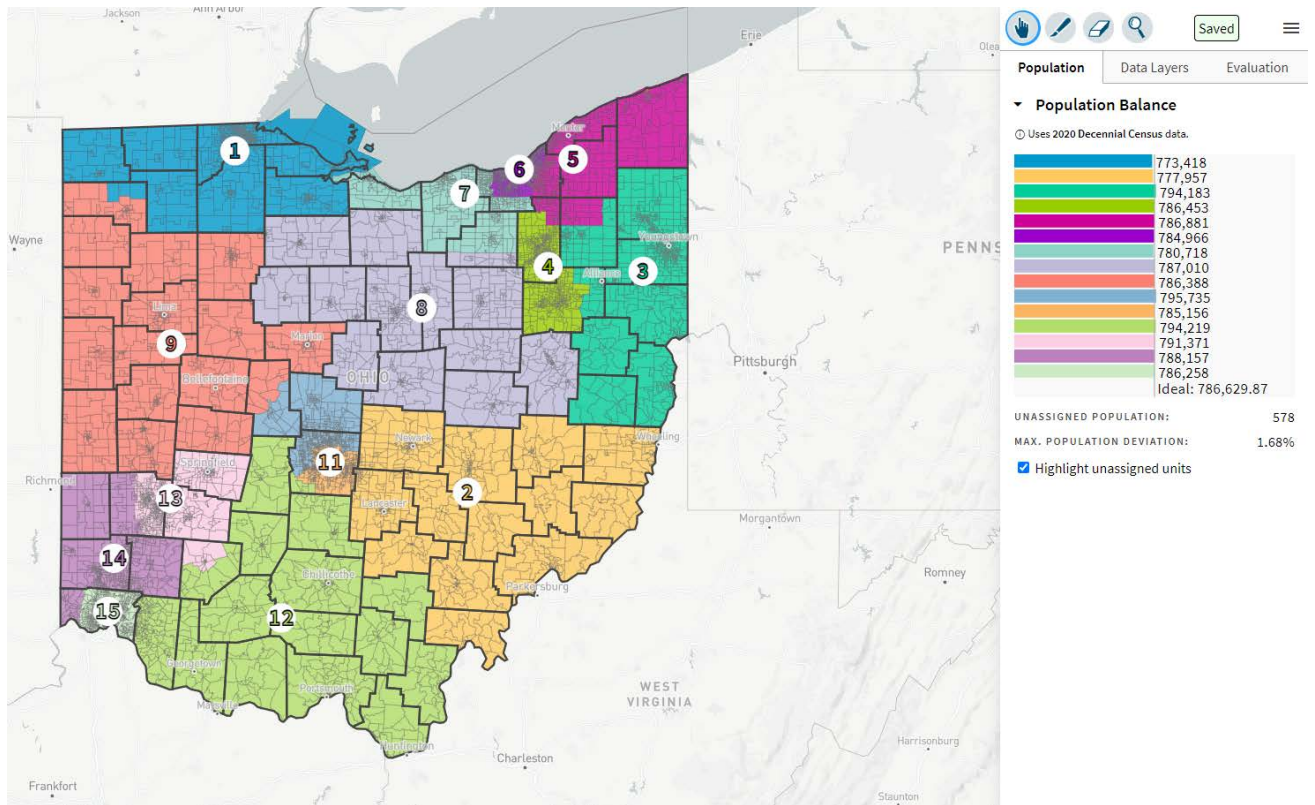 Jackson
Ann Arbor
Erie
Olea
Saved
Population
Data Layers
Evaluation
Population Balance
Uses 2020 Decennial Census data.
773,418
777,957
794,183
786,453
786,881
784,966
780,718
787,010
786,388
795,735
785,156
794,219
791,371
788,157
786,258
Ideal: 786,629.87
UNASSIGNED POPULATION: 578
MAX. POPULATION DEVIATION: 1.68%
Highlight unassigned units
Mentor
1
5
6
7
Wayne
Youngstown
PENNS
4
Alliance
3
Lima
8
9
Marion
Pittsburgh
OHIO
Bellefontaine
Newark
Wheeling
11
Springfield
Richmond
13
2
Lancaster
Morgantown
14
Chillicothe
Parkersburg
Romney
15
12
Georgetown
Portsmouth
WEST
VIRGINIA
Maysville
Huntington
Charleston
Harrisonburg
Frankfort
Staunton